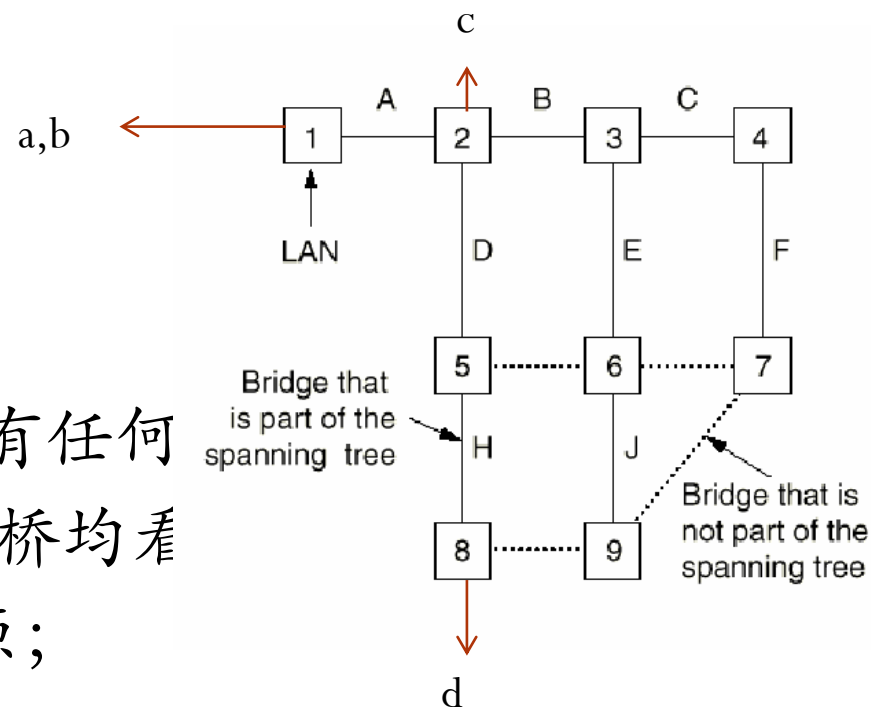 c
A B C
a,b 1 2 3 4
LAN D E F
5 6 7
Bridge that
is part of the
spanning tree
H J
Bridge that is
not part of the
spanning tree
8 9
d
有任何
桥均看
;